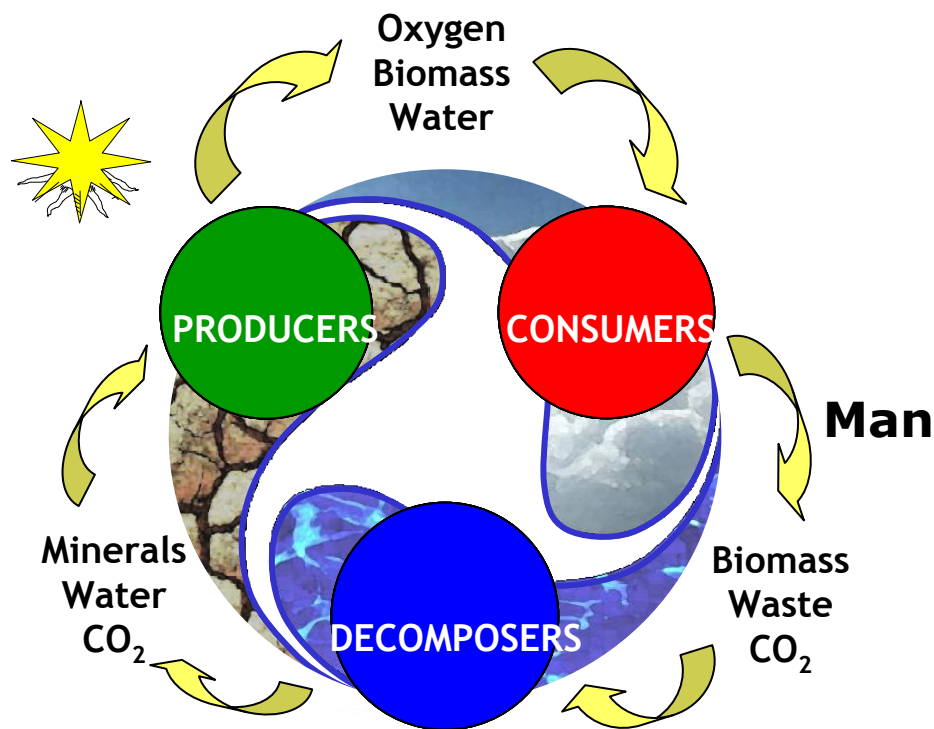 Oxygen
Biomass
Water
PRODUCERS
CONSUMERS
Man
Minerals
Water
CO₂
Biomass
Waste
CO₂
DECOMPOSERS